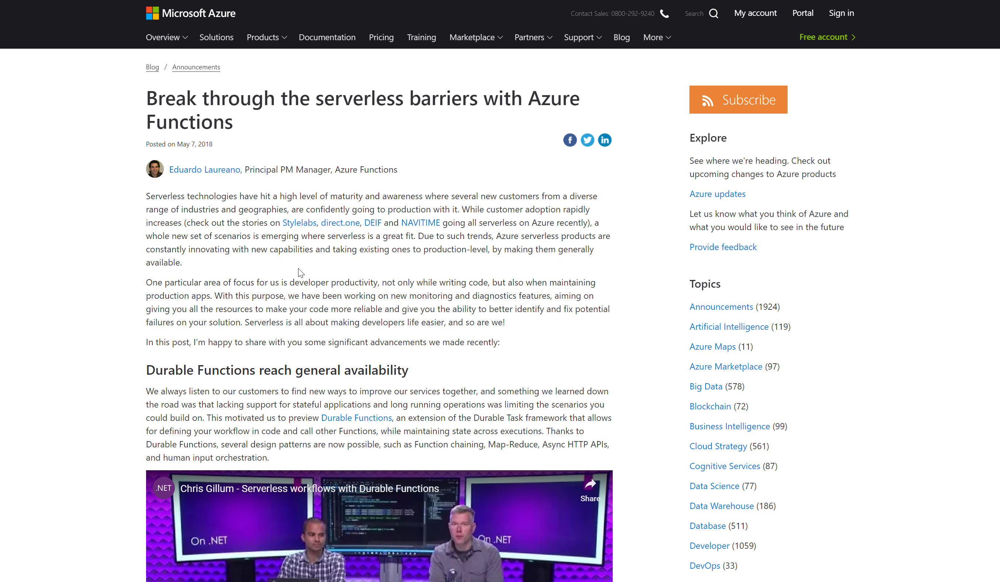 Microsoft Azure
Contact Sales: 0800-292-9240
Search
My account
Portal
Sign in
Overview
Solutions
Products
Documentation
Pricing
Training
Marketplace
Partners
Support
Blog
More
Free account
Blog / Announcements
Break through the serverless barriers with Azure
Functions
Posted on May 7, 2018
Eduardo Laureano, Principal PM Manager, Azure Functions
Serverless technologies have hit a high level of maturity and awareness where several new customers from a diverse
range of industries and geographies, are confidently going to production with it. While customer adoption rapidly
increases (check out the stories on Stylelabs, direct.one, DEIF and NAVITIME going all serverless on Azure recently), a
whole new set of scenarios is emerging where serverless is a great fit. Due to such trends, Azure serverless products are
constantly innovating with new capabilities and taking existing ones to production-level, by making them generally
available.
One particular area of focus for us is developer productivity, not only while writing code, but also when maintaining
production apps. With this purpose, we have been working on new monitoring and diagnostics features, aiming on
giving you all the resources to make your code more reliable and give you the ability to better identify and fix potential
failures on your solution. Serverless is all about making developers life easier, and so are we!
In this post, I’m happy to share with you some significant advancements we made recently:
Durable Functions reach general availability
We always listen to our customers to find new ways to improve our services together, and something we learned down
the road was that lacking support for stateful applications and long running operations was limiting the scenarios you
could build on. This motivated us to preview Durable Functions, an extension of the Durable Task framework that allows
for defining your workflow in code and call other Functions, while maintaining state across executions. Thanks to
Durable Functions, several design patterns are now possible, such as Function chaining, Map-Reduce, Async HTTP APIs,
and human input orchestration.
.NET
Chris Gillum - Serverless workflows with Durable Functions
Share
On .NET
On .NET
Subscribe
Explore
See where we're heading. Check out
upcoming changes to Azure products
Azure updates
Let us know what you think of Azure and
what you would like to see in the future
Provide feedback
Topics
Announcements (1924)
Artificial Intelligence (119)
Azure Maps (11)
Azure Marketplace (97)
Big Data (578)
Blockchain (72)
Business Intelligence (99)
Cloud Strategy (561)
Cognitive Services (87)
Data Science (77)
Data Warehouse (186)
Database (511)
Developer (1059)
DevOps (33)